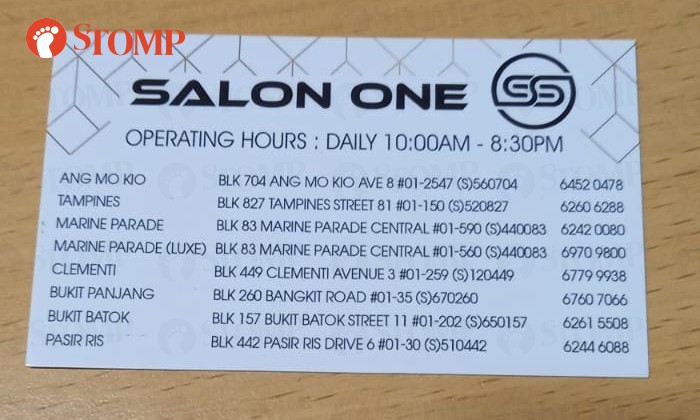 STOMP
SALON ONE SS
OPERATING HOURS : DAILY 10:00AM - 8:30PM
ANG MO KIO BLK 704 ANG MO KIO AVE 8 #01-2547 (S)560704 6452 0478
TAMPINES BLK 827 TAMPINES STREET 81 #01-150 (S)520827 6260 6288
MARINE PARADE BLK 83 MARINE PARADE CENTRAL #01-590 (S)440083 6242 0080
MARINE PARADE (LUXE) BLK 83 MARINE PARADE CENTRAL #01-560 (S)440083 6970 9800
CLEMENTI BLK 449 CLEMENTI AVENUE 3 #01-259 (S)120449 6779 9938
BUKIT PANJANG BLK 260 BANGKIT ROAD #01-35 (S)670260 6760 7066
BUKIT BATOK BLK 157 BUKIT BATOK STREET 11 #01-202 (S)650157 6261 5508
PASIR RIS BLK 442 PASIR RIS DRIVE 6 #01-30 (S)510442 6244 6088